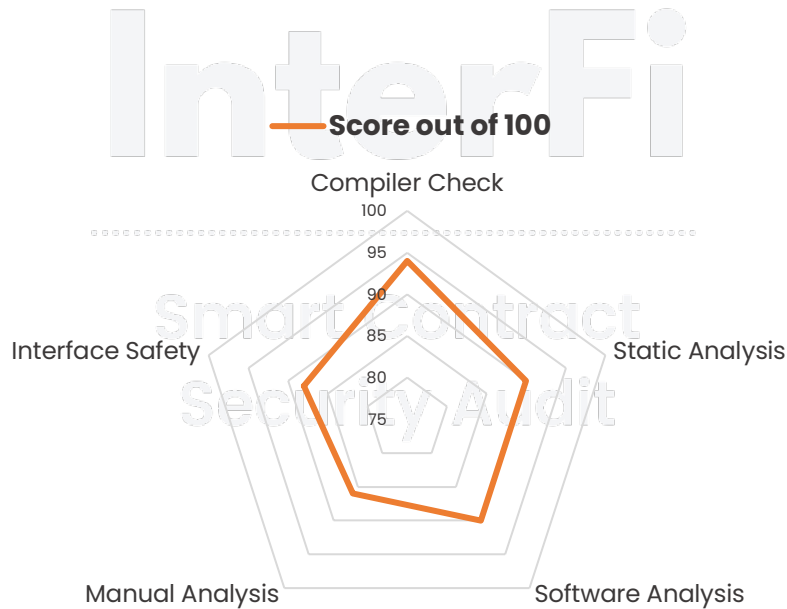 InterFi
Score out of 100
Compiler Check
100
95
90
Smart Contract
85
Interface Safety
Static Analysis
80
Security Audit
75
Manual Analysis
Software Analysis